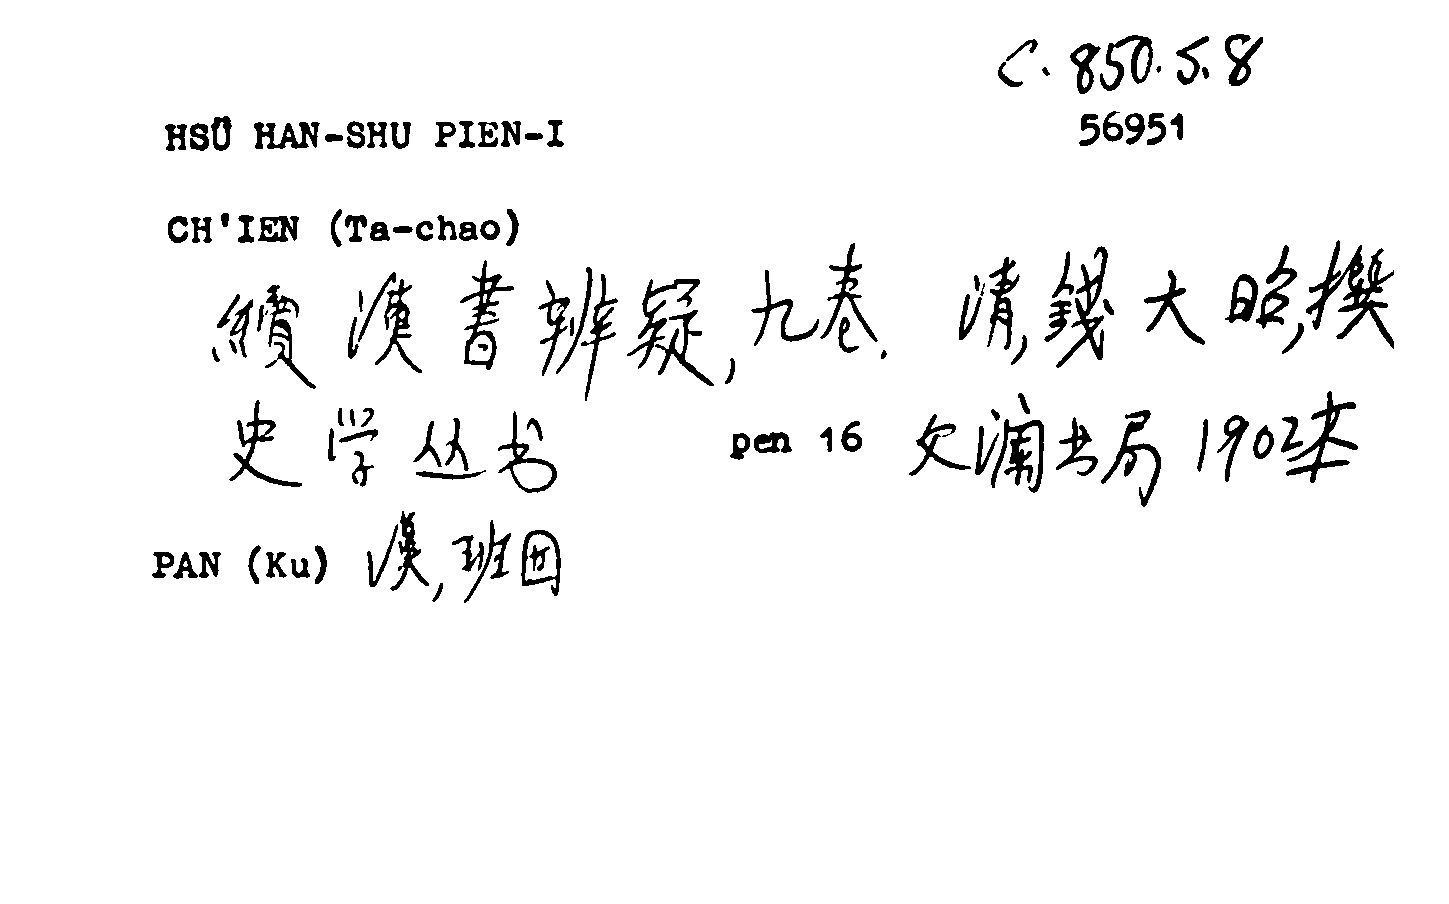 C. 850.5.8
56951
HSÜ HAN-SHU PIEN-I
CH'IEN (Ta-chao)
續漢書辨疑, 九卷. 清, 錢大昭, 撰
史学丛书 pen 16 文瀾书局 1902年
PAN (Ku) 漢, 班固